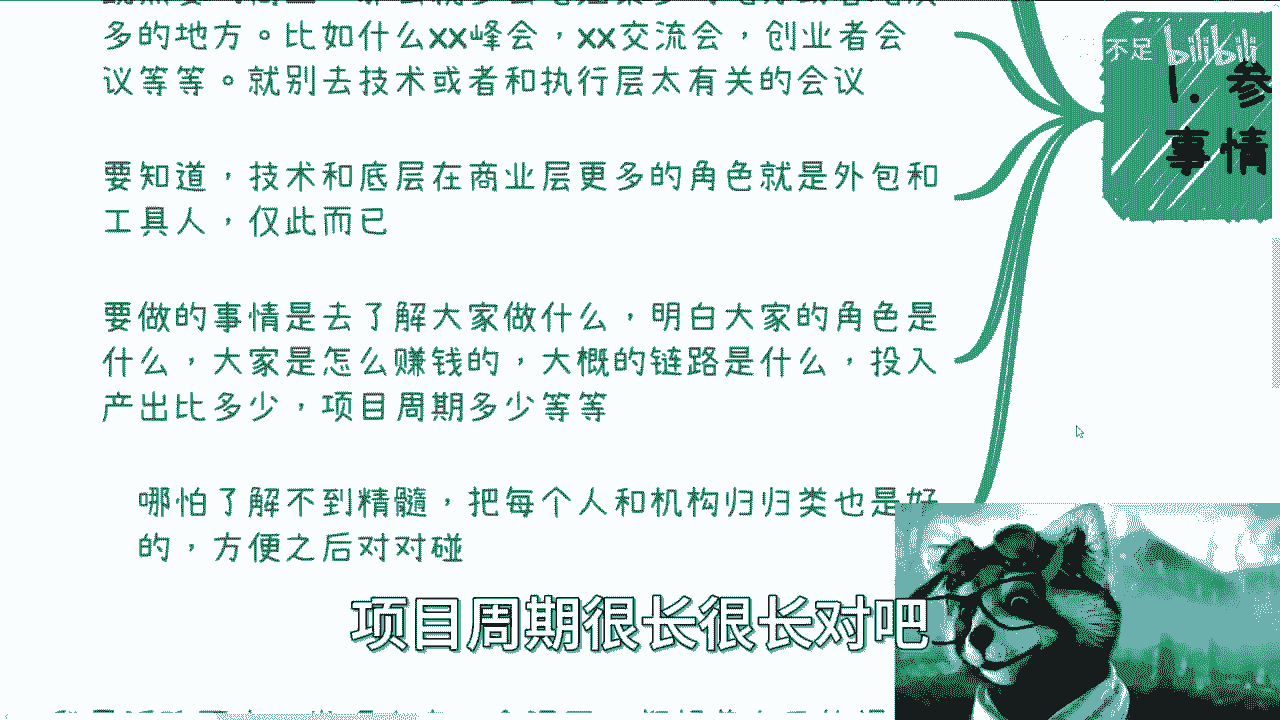 多的地方。比如什么xx峰会，xx交流会，创业者会
议等等。就别去技术或者和执行层太有关的会议
要知道，技术和底层在商业层更多的角色就是外包和
工具人，仅此而已
要做的事情是去了解大家做什么，明白大家的角色是
什么，大家是怎么赚钱的，大概的链路是什么，投入
产出比多少，项目周期多少等等
哪怕了解不到精髓，把每个人和机构归归类也是好
的，方便之后对对碰
不足 bilibili
1. 参
事情
项目周期很长很长对吧